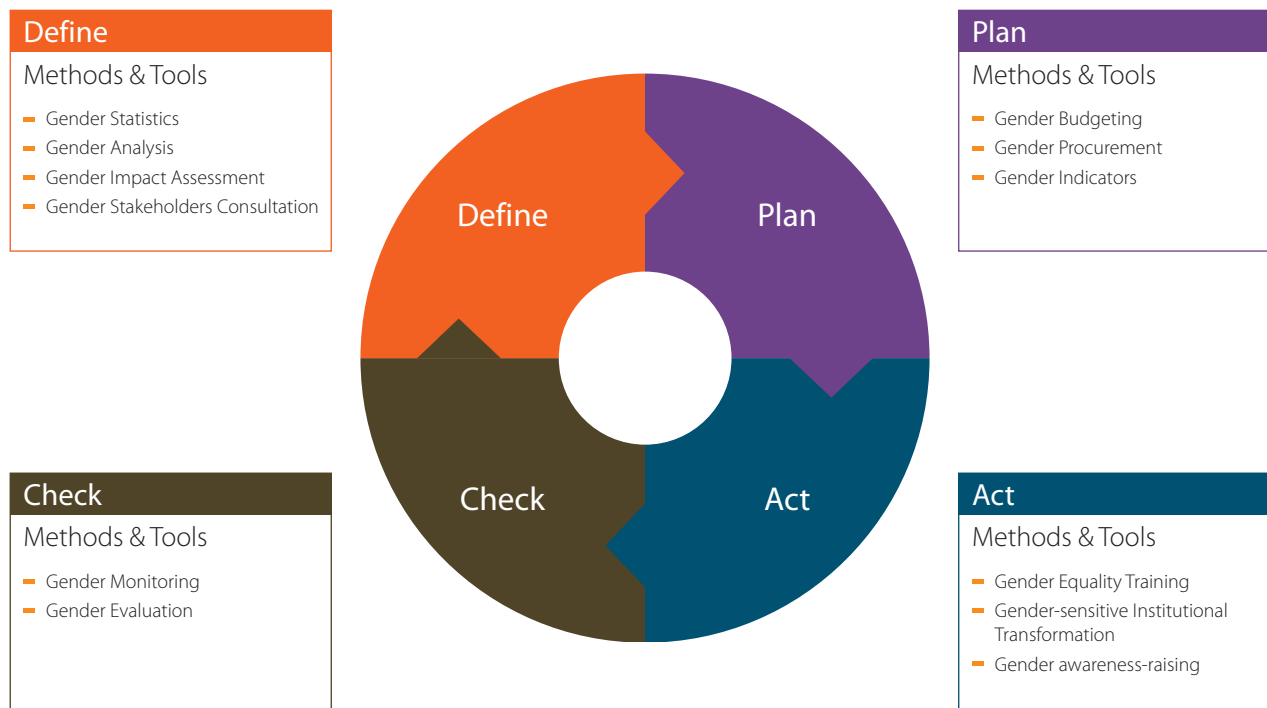 Define
Methods & Tools
Gender Statistics
Gender Analysis
Gender Impact Assessment
Gender Stakeholders Consultation
Plan
Methods & Tools
Gender Budgeting
Gender Procurement
Gender Indicators
Define
Plan
Check
Act
Check
Methods & Tools
Gender Monitoring
Gender Evaluation
Act
Methods & Tools
Gender Equality Training
Gender-sensitive Institutional
Transformation
Gender awareness-raising